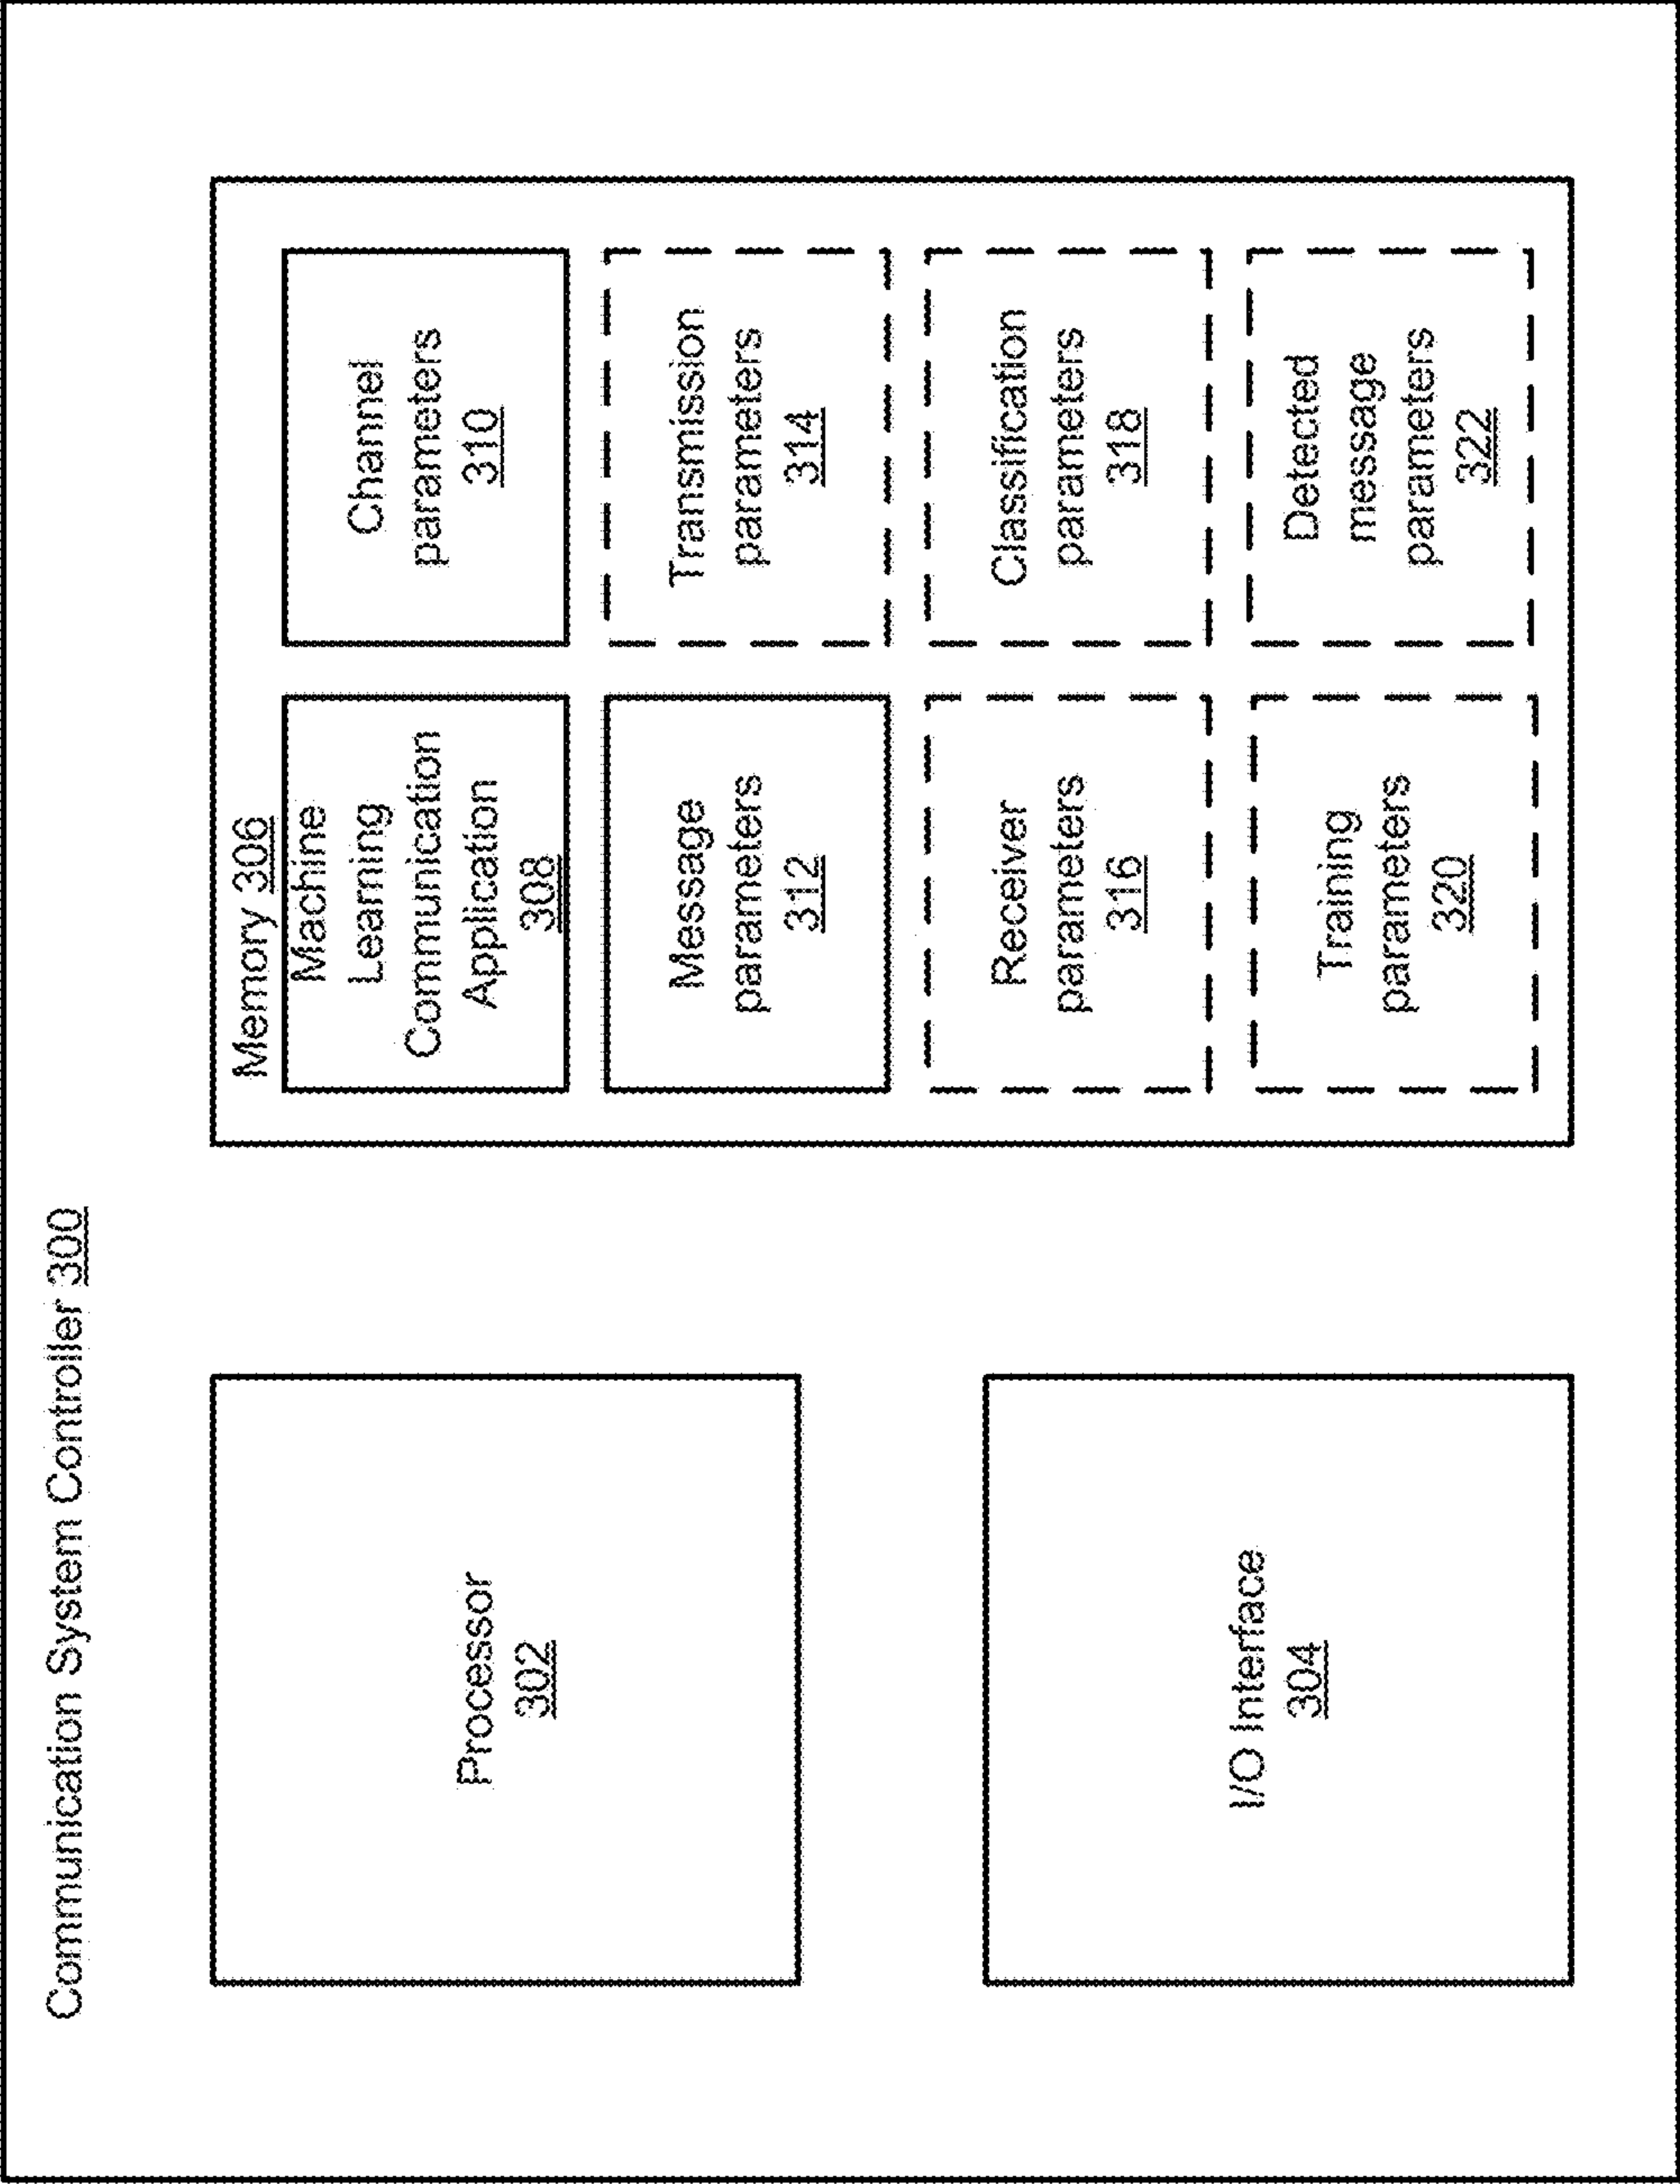 Communication System Controller 300
Processor
302
I/O Interface
304
Memory 306
Machine
Learning
Communication
Application
308
Channel
parameters
310
Message
parameters
312
Transmission
parameters
314
Receiver
parameters
316
Classification
parameters
318
Training
parameters
320
Detected
message
parameters
322